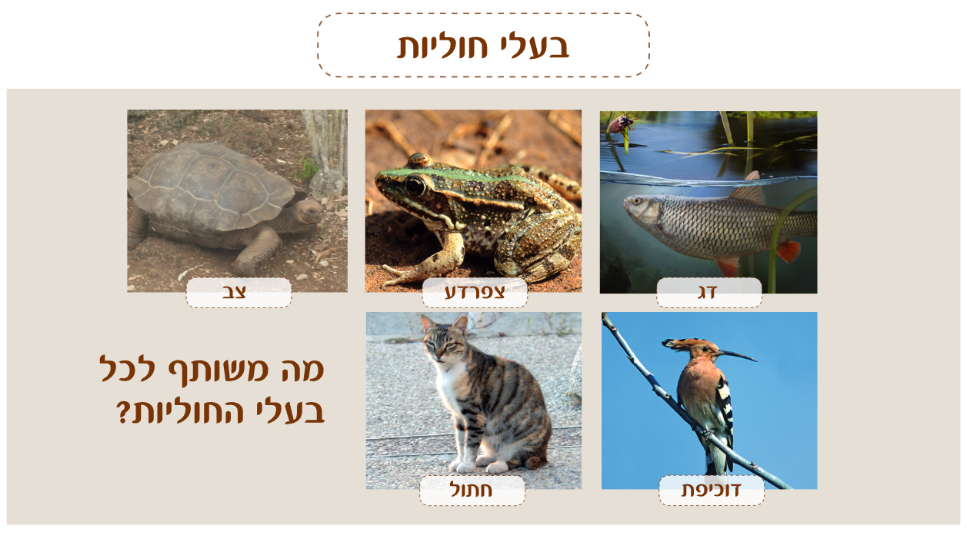 בעלי חוליות
דג
צפרדע
צב
דוכיפת
חתול
מה משותף לכל
בעלי החוליות?